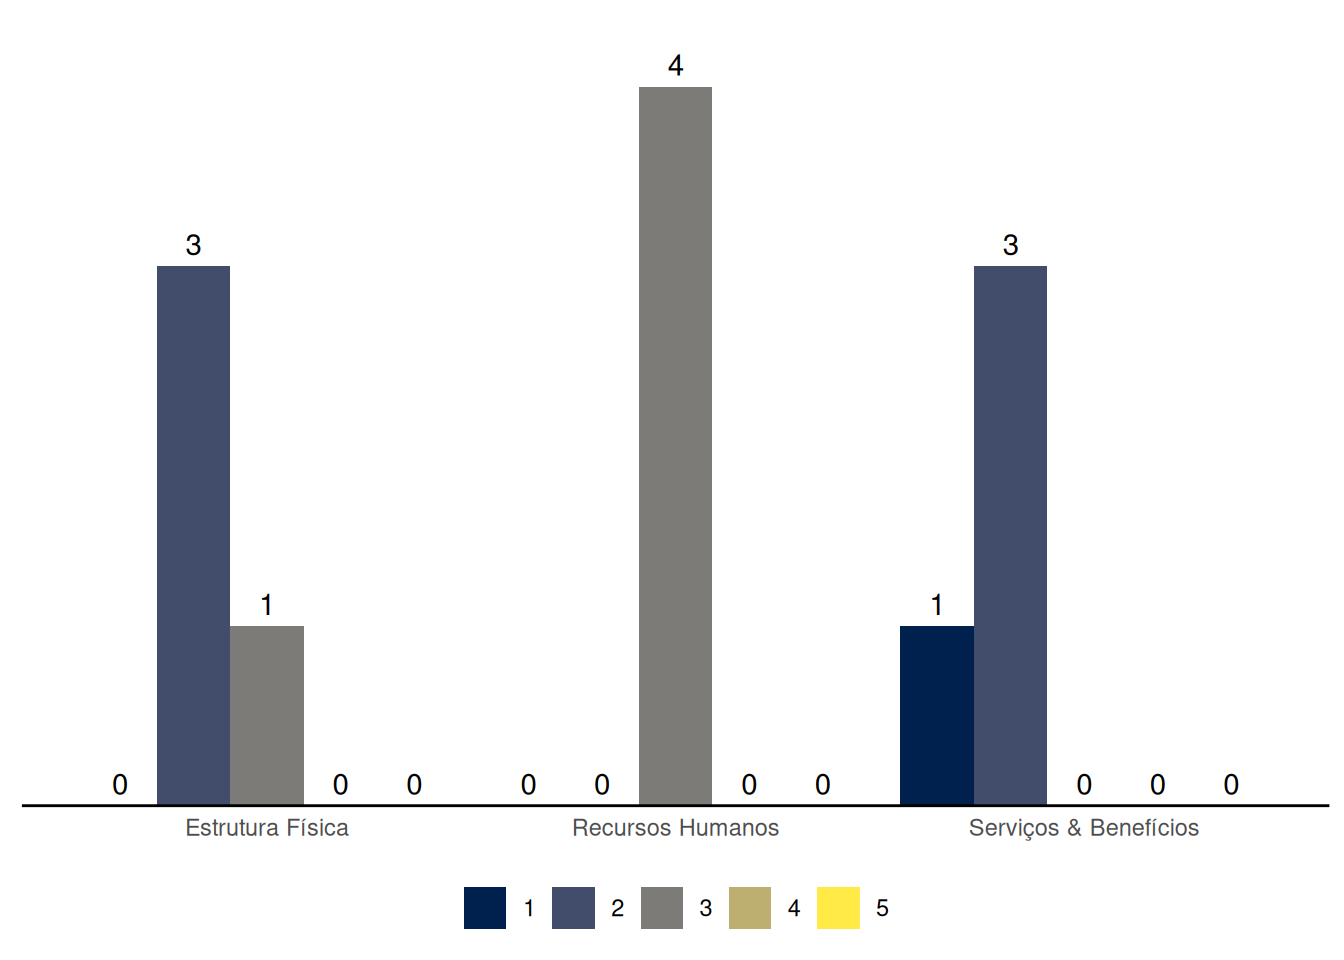 4
3 3
1 1
0 0 0 0 0 0 0 0 0 0
Estrutura Física Recursos Humanos Serviços & Benefícios
1 2 3 4 5